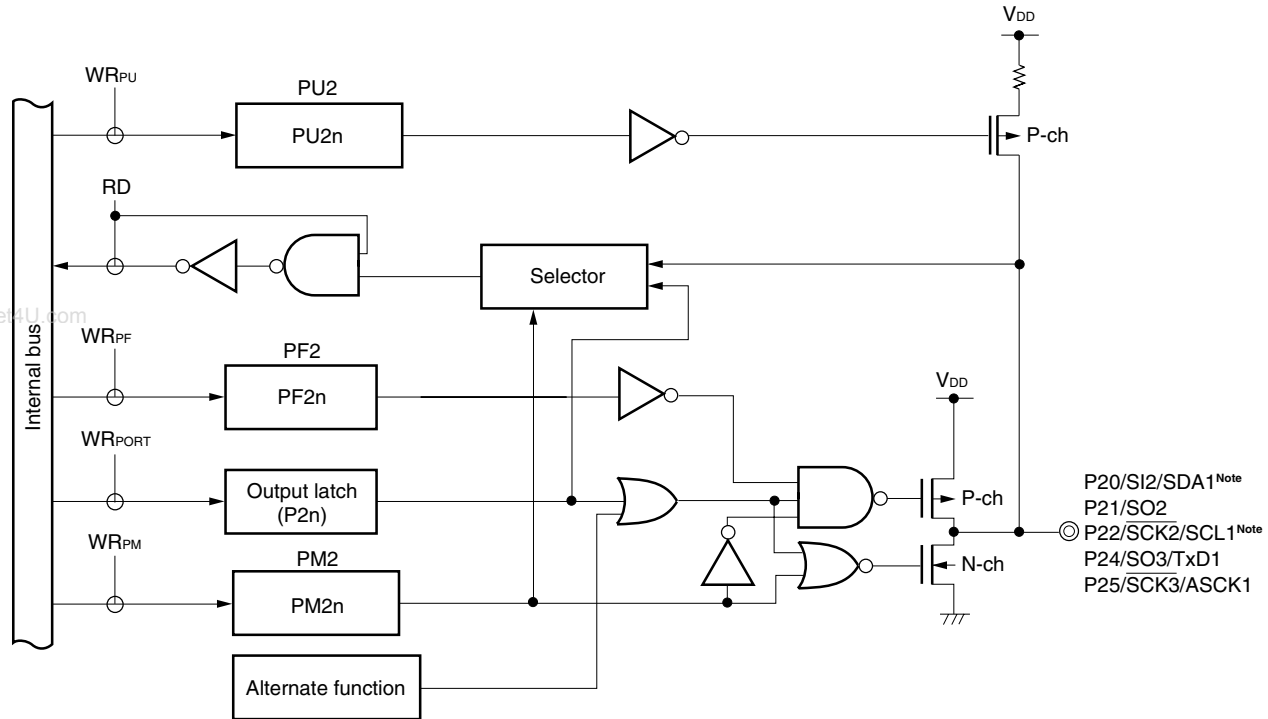 VDD
WRPU
PU2
PU2n
P-ch
RD
Selector
et4U.com
Internal bus
WRPF
PF2
PF2n
VDD
WRPORT
Output latch
(P2n)
P-ch
P20/SI2/SDA1Note
P21/SO2
P22/SCK2/SCL1Note
P24/SO3/TxD1
P25/SCK3/ASCK1
WRPM
PM2
PM2n
N-ch
Alternate function